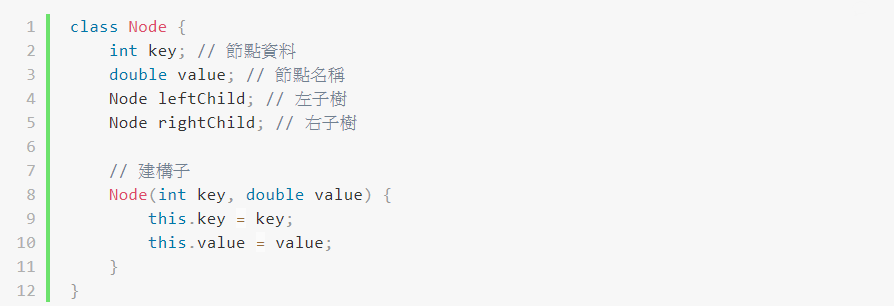 1 class Node {
2     int key; // 節點資料
3     double value; // 節點名稱
4     Node leftChild; // 左子樹
5     Node rightChild; // 右子樹
6
7     // 建構子
8     Node(int key, double value) {
9         this.key = key;
10         this.value = value;
11     }
12 }